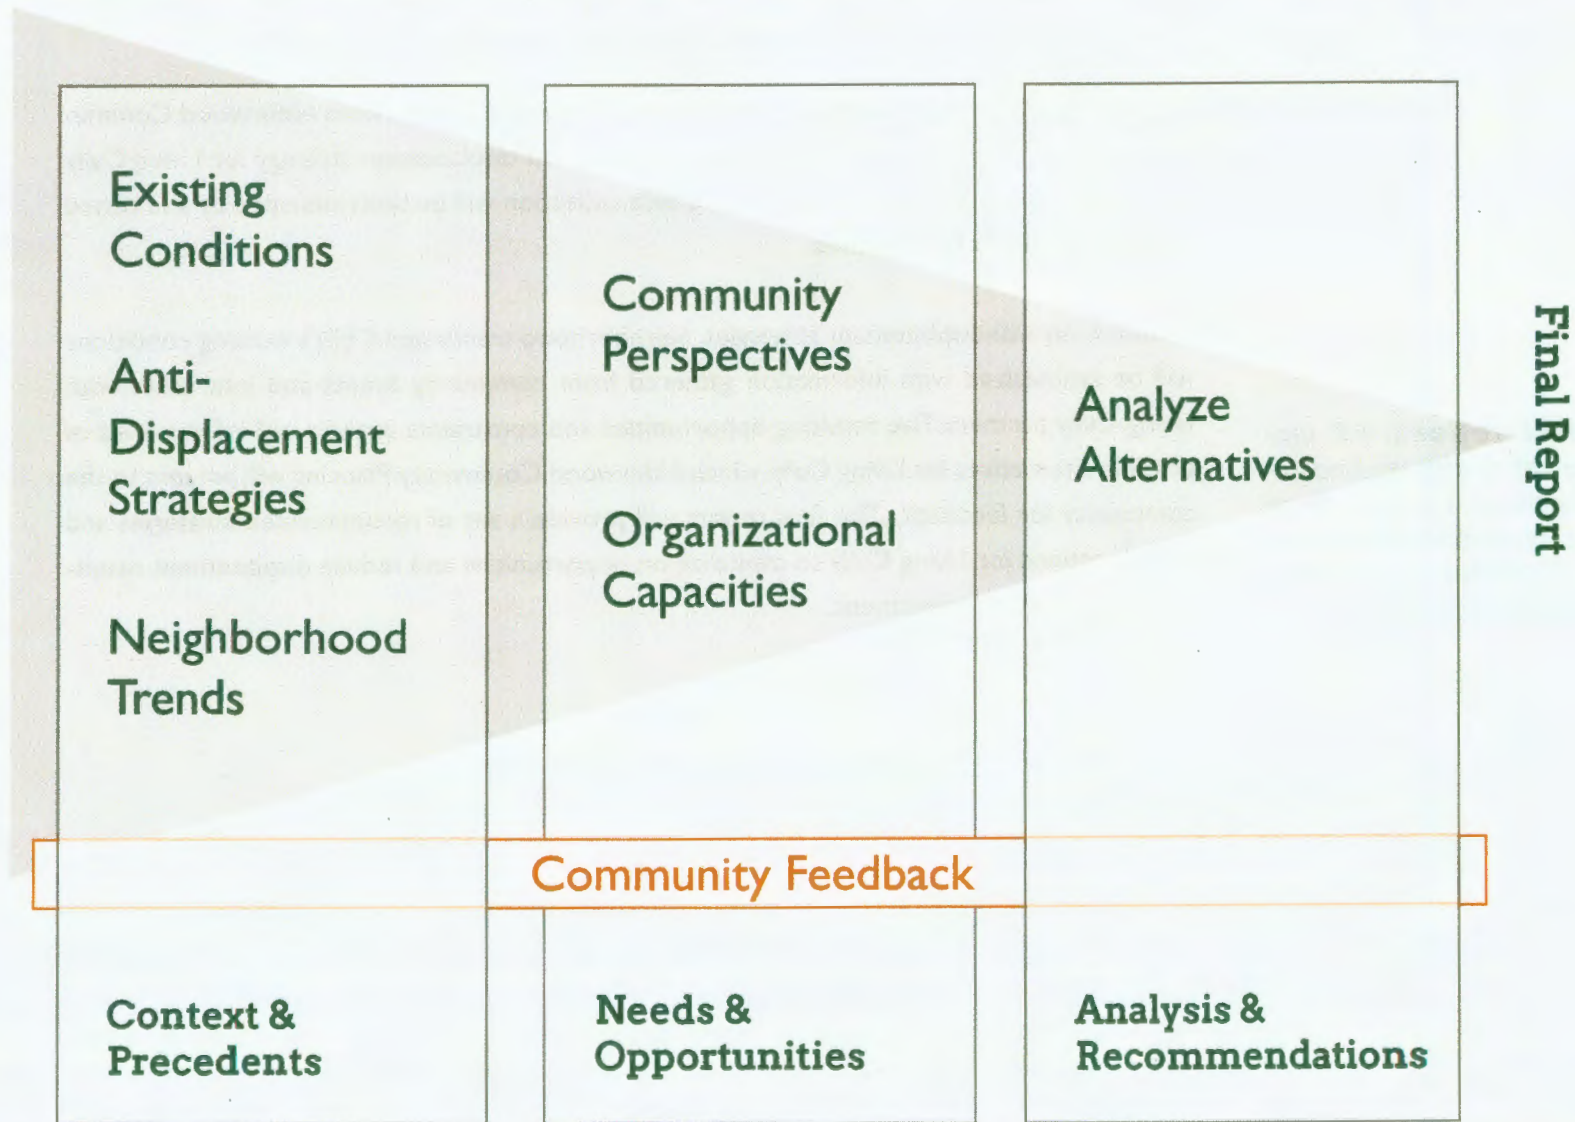 Existing
Conditions
Anti-
Displacement
Strategies
Neighborhood
Trends
Community
Perspectives
Organizational
Capacities
Analyze
Alternatives
Final Report
Community Feedback
Context &
Precedents
Needs &
Opportunities
Analysis &
Recommendations